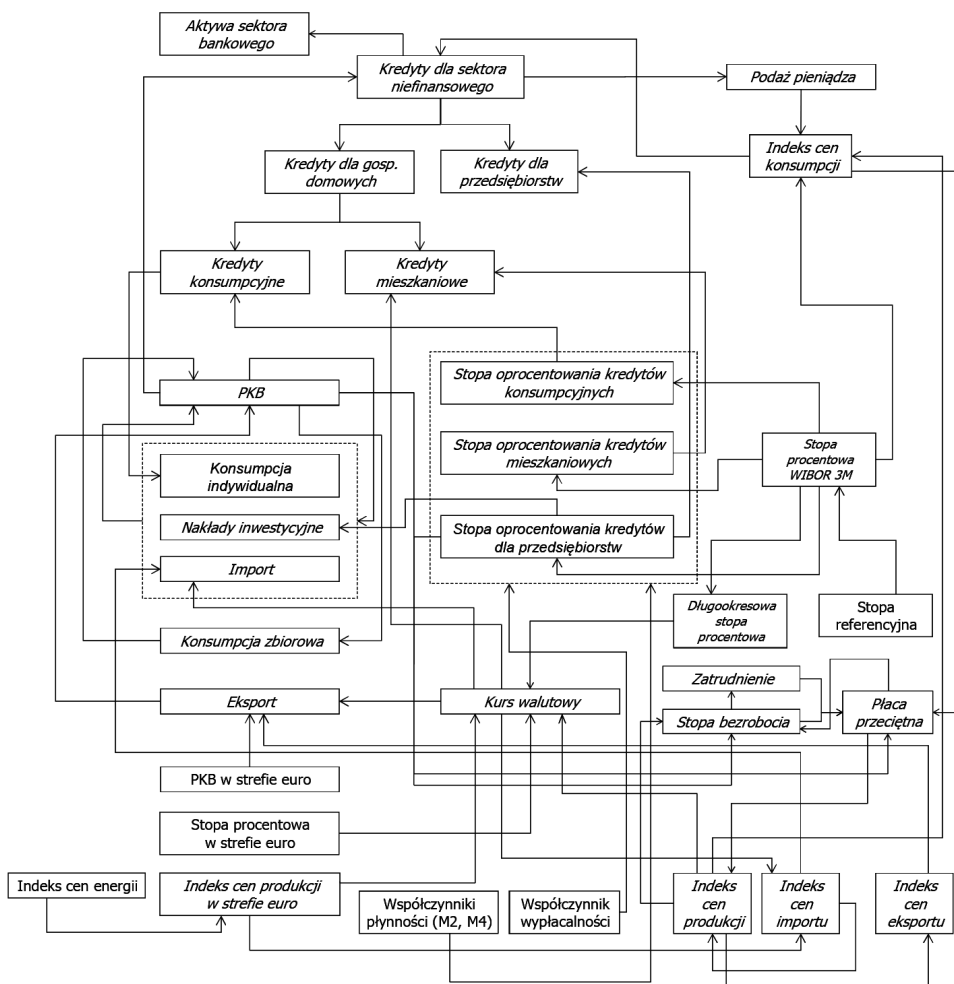 Aktywa sektora
bankowego
Kredyty dla sektora
niefinansowego
Podaż pieniądza
Kredyty dla gosp.
domowych
Kredyty dla
przedsiębiorstw
Indeks cen
konsumpcji
Kredyty
konsumpcyjne
Kredyty
mieszkaniowe
PKB
Stopa oprocentowania kredytów
konsumpcyjnych
Stopa oprocentowania kredytów
mieszkaniowych
Stopa
procentowa
WIBOR 3M
Konsumpcja
indywidualna
Nakłady inwestycyjne
Stopa oprocentowania kredytów
dla przedsiębiorstw
Import
Długookresowa
stopa
procentowa
Stopa
referencyjna
Konsumpcja zbiorowa
Zatrudnienie
Eksport
Kurs walutowy
Stopa bezrobocia
Płaca
przeciętna
PKB w strefie euro
Stopa procentowa
w strefie euro
Indeks cen energii
Indeks cen produkcji
w strefie euro
Współczynniki
płynności (M2, M4)
Współczynnik
wypłacalności
Indeks
cen
produkcji
Indeks
cen
importu
Indeks
cen
eksportu